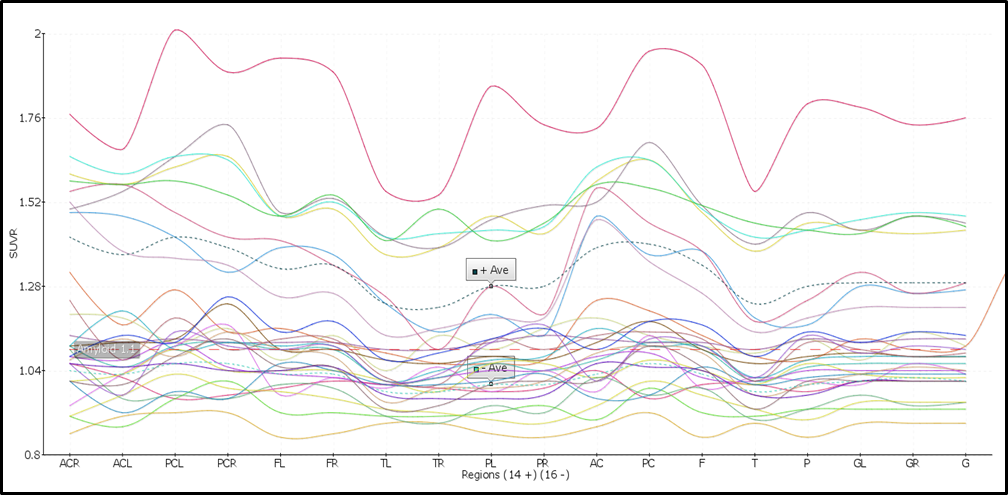 2
1.76
1.52
1.28
1.04
0.8
SUVR
+ Ave
- Ave
ACR ACL PCL PCR FL FR TL TR PL PR AC PC F T P GL GR G
Regions (14 +) (16 -)